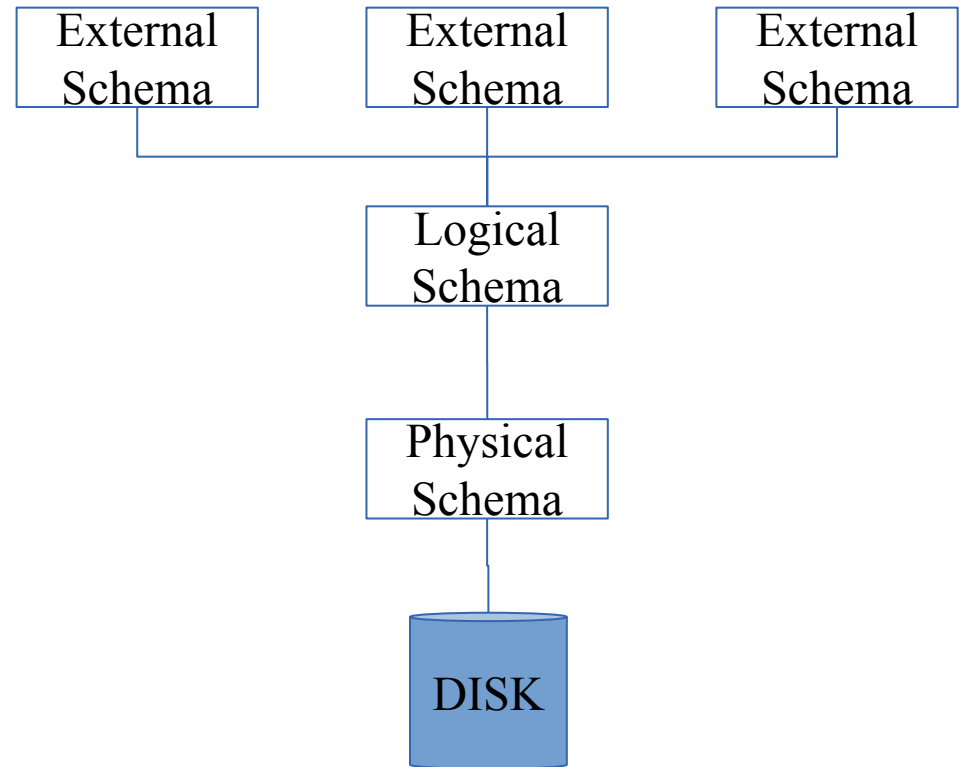 External
Schema
External
Schema
External
Schema
Logical
Schema
Physical
Schema
DISK